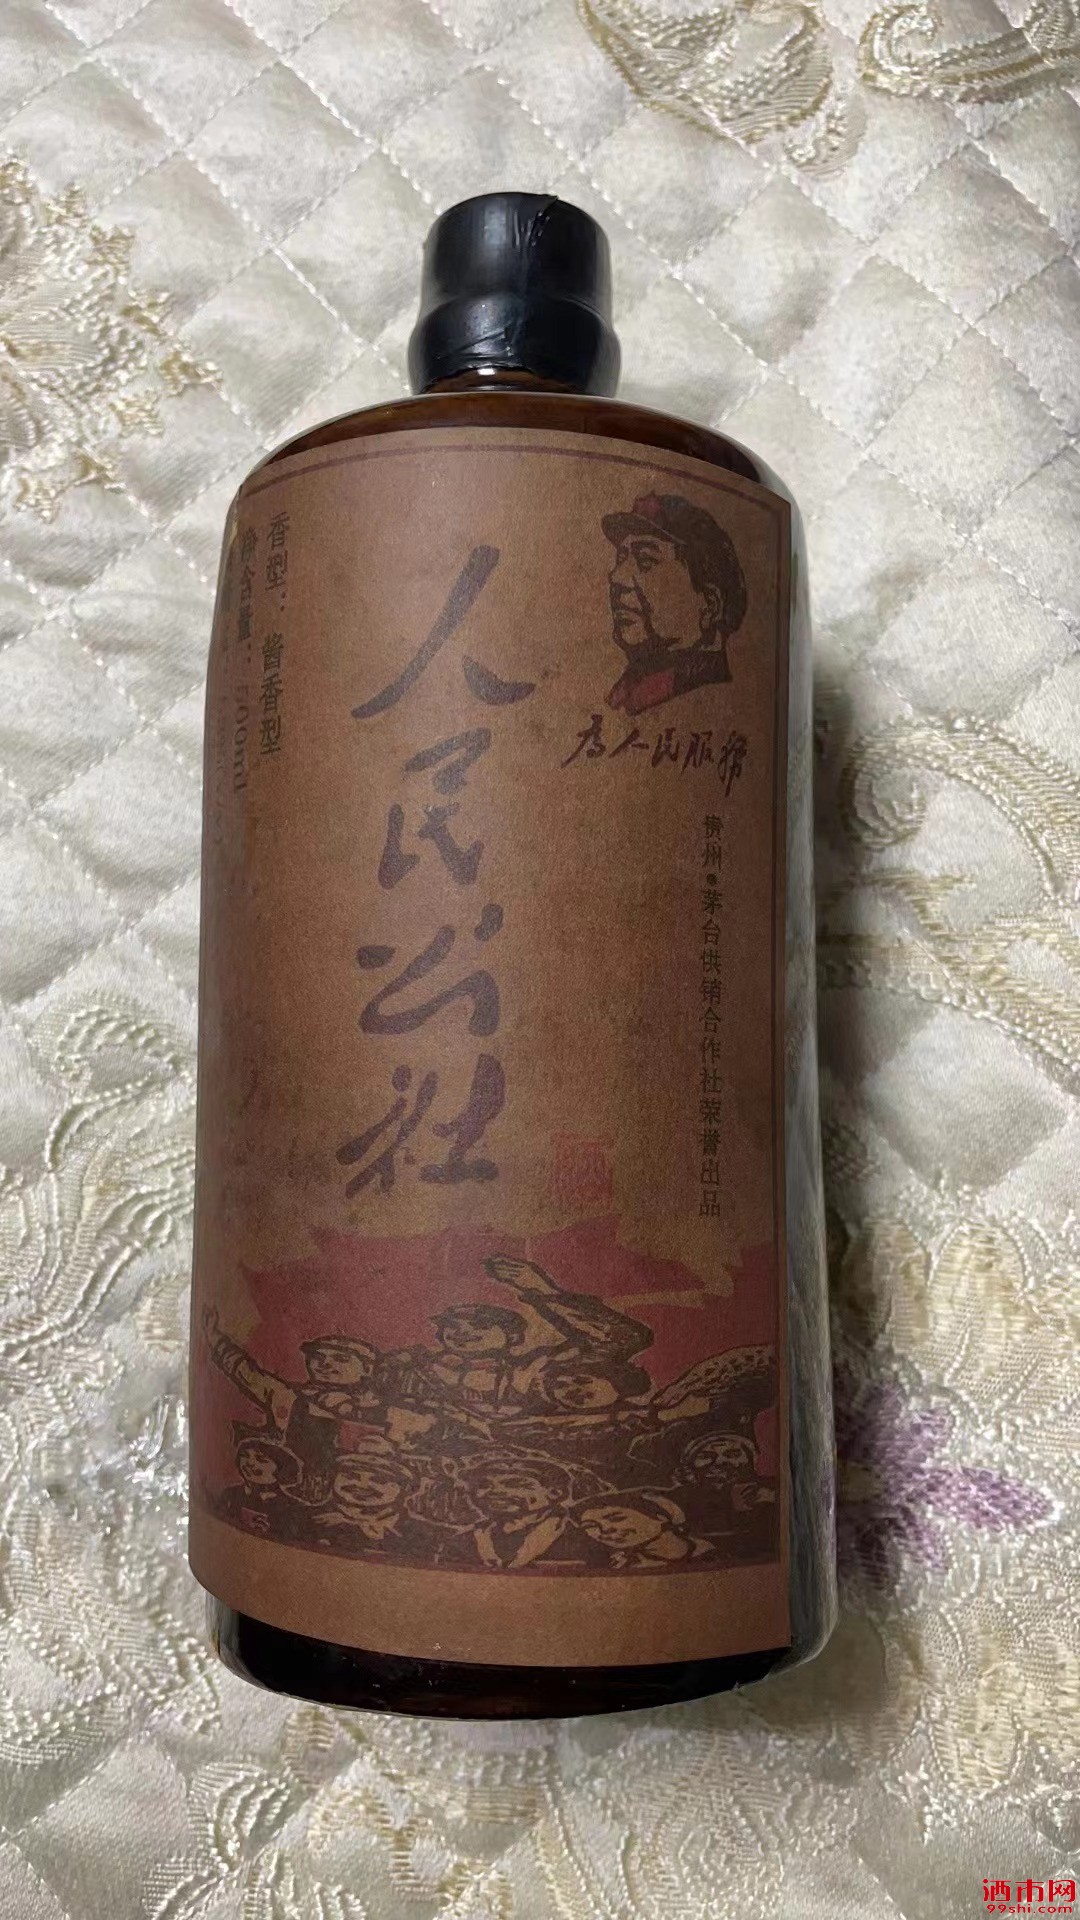 为人民服务
贵州·茅台供销合作社荣誉出品
人民公社
香型：酱香型
净含量：500ml
酒市网
99shi.com